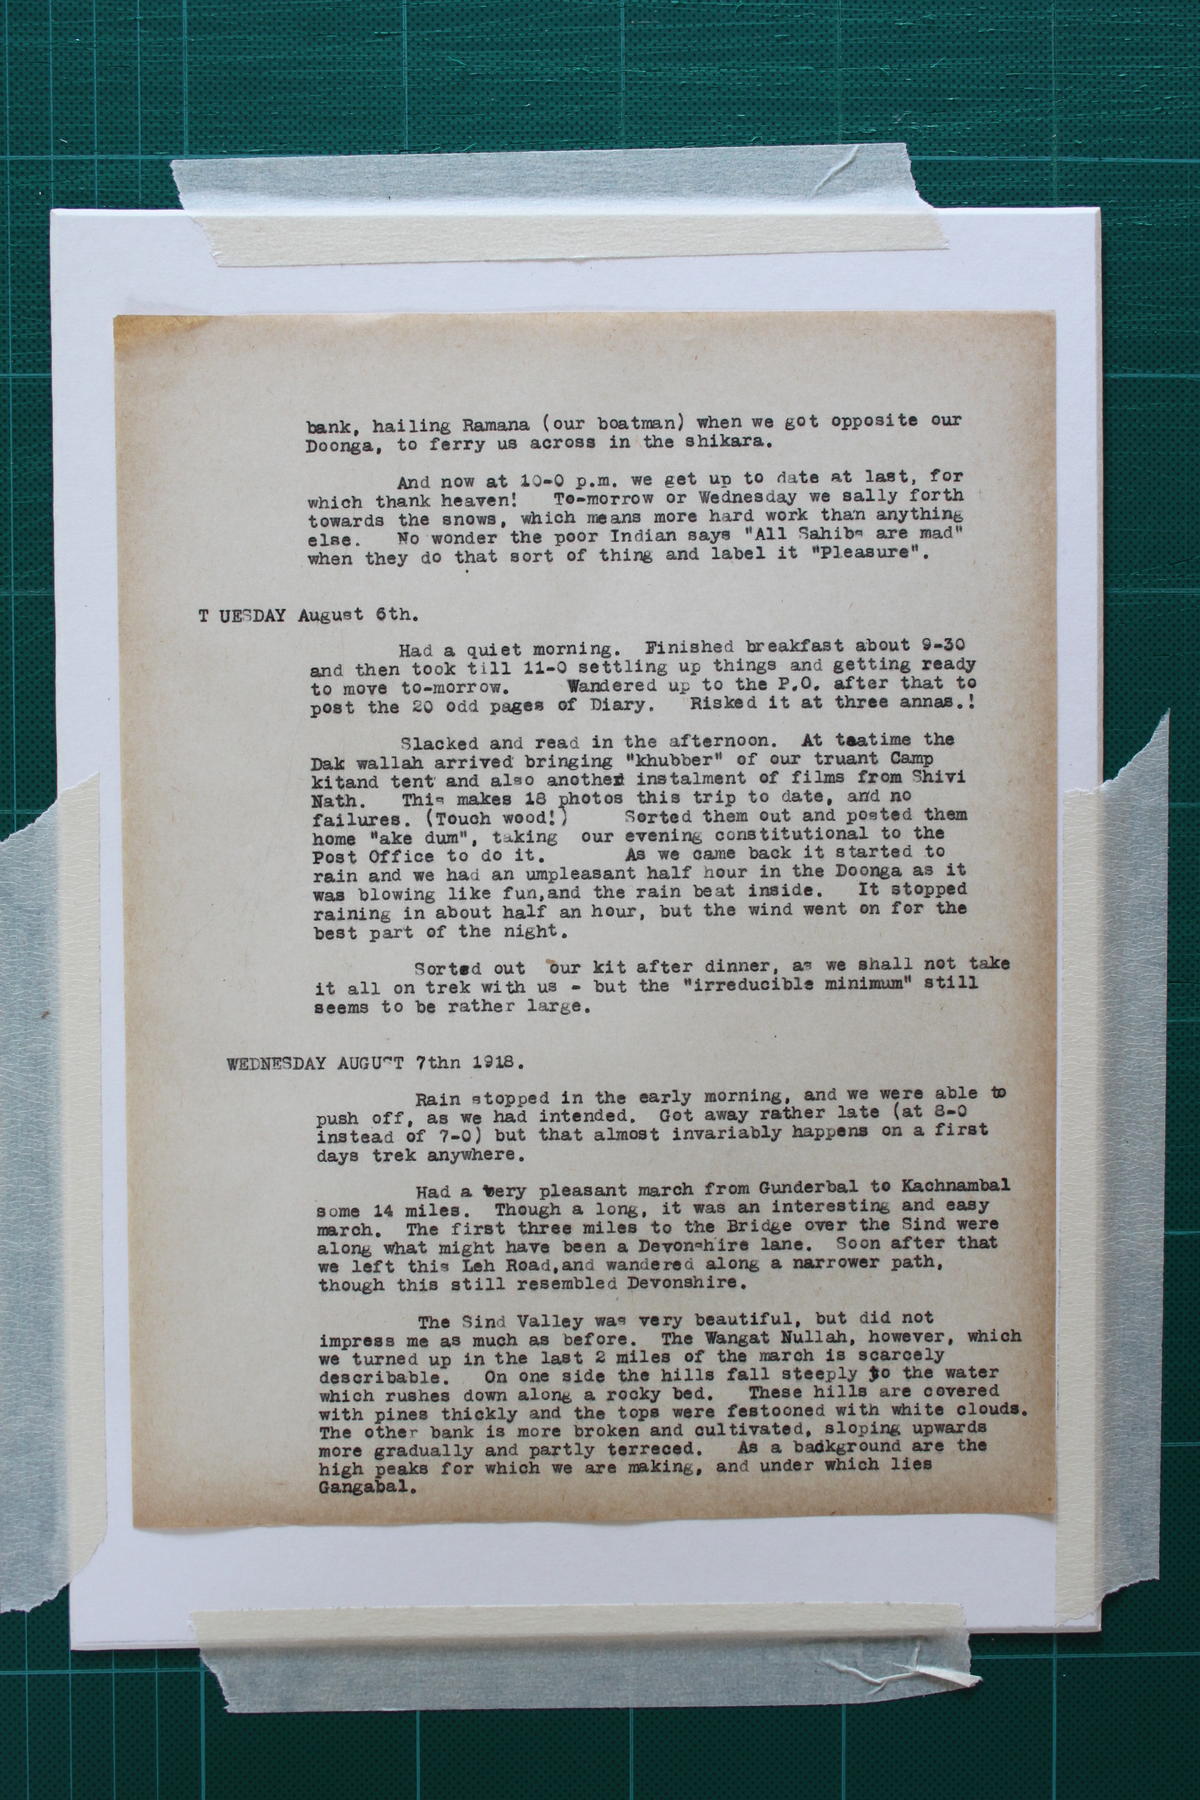 bank, hailing Ramana (our boatman) when we got opposite our
Doonga, to ferry us across in the shikara.
And now at 10-0 p.m. we get up to date at last, for
which thank heaven! To-morrow or Wednesday we sally forth
towards the snows, which means more hard work than anything
else. No wonder the poor Indian says "All Sahibs are mad"
when they do that sort of thing and label it "Pleasure".
T UESDAY August 6th.
Had a quiet morning. Finished breakfast about 9-30
and then took till 11-0 settling up things and getting ready
to move to-morrow. Wandered up to the P.O. after that to
post the 20 odd pages of Diary. Risked it at three annas.!
Slacked and read in the afternoon. At teatime the
Dak wallah arrived bringing "khubber" of our truant Camp
kitand tent and also another instalment of films from Shivi
Nath. This makes 18 photos this trip to date, and no
failures. (Touch wood!) Sorted them out and posted them
home "ake dum", taking our evening constitutional to the
Post Office to do it. As we came back it started to
rain and we had an umpleasant half hour in the Doonga as it
was blowing like fun,and the rain beat inside. It stopped
raining in about half an hour, but the wind went on for the
best part of the night.
Sorted out our kit after dinner, as we shall not take
it all on trek with us - but the "irreducible minimum" still
seems to be rather large.
WEDNESDAY AUGUST 7thn 1918.
Rain stopped in the early morning, and we were able to
push off, as we had intended. Got away rather late (at 8-0
instead of 7-0) but that almost invariably happens on a first
days trek anywhere.
Had a very pleasant march from Gunderbal to Kachnambal
some 14 miles. Though a long, it was an interesting and easy
march. The first three miles to the Bridge over the Sind were
along what might have been a Devonshire lane. Soon after that
we left this Leh Road,and wandered along a narrower path,
though this still resembled Devonshire.
The Sind Valley was very beautiful, but did not
impress me as much as before. The Wangat Nullah, however, which
we turned up in the last 2 miles of the march is scarcely
describable. On one side the hills fall steeply to the water
which rushes down along a rocky bed. These hills are covered
with pines thickly and the tops were festooned with white clouds.
The other bank is more broken and cultivated, sloping upwards
more gradually and partly terreced. As a background are the
high peaks for which we are making, and under which lies
Gangabal.